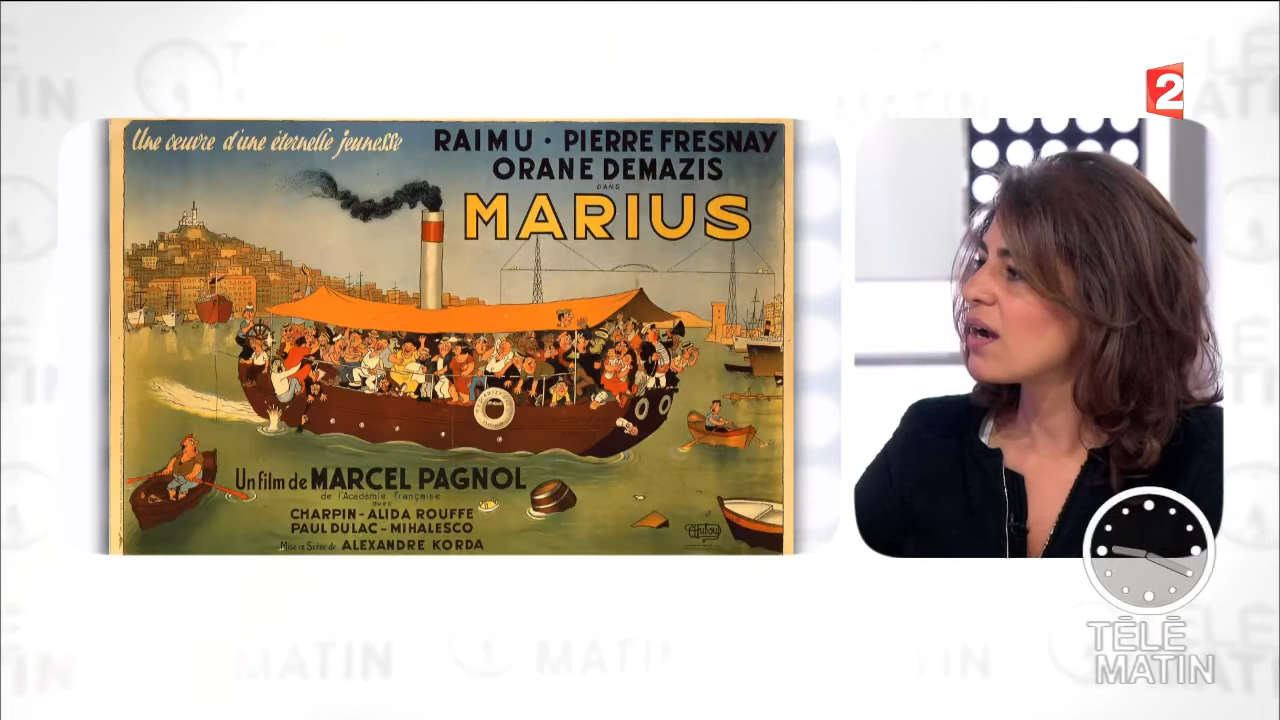 Une œuvre d'une éternelle jeunesse
RAIMU · PIERRE FRESNAY
ORANE DEMAZIS
DANS
MARIUS
Un film de MARCEL PAGNOL
de l'Académie française
avec
CHARPIN - ALIDA ROUFFE
PAUL DULAC - MIHALESCO
Mise en Scène de ALEXANDRE KORDA
Dubout
2
TÉLÉ
MATIN